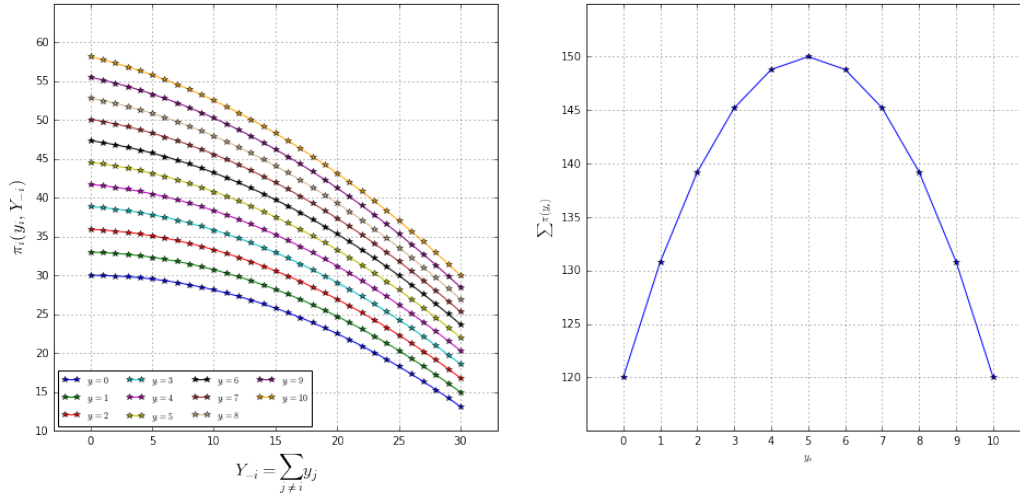 60
55
50
45
40
35
30
25
20
15
10
π_i(y_i, Y_{-i})
y = 0
y = 1
y = 2
y = 3
y = 4
y = 5
y = 6
y = 7
y = 8
y = 9
y = 10
0 5 10 15 20 25 30
Y_{-i} = ∑_{j≠i} y_j
150
145
140
135
130
125
120
0 1 2 3 4 5 6 7 8 9 10